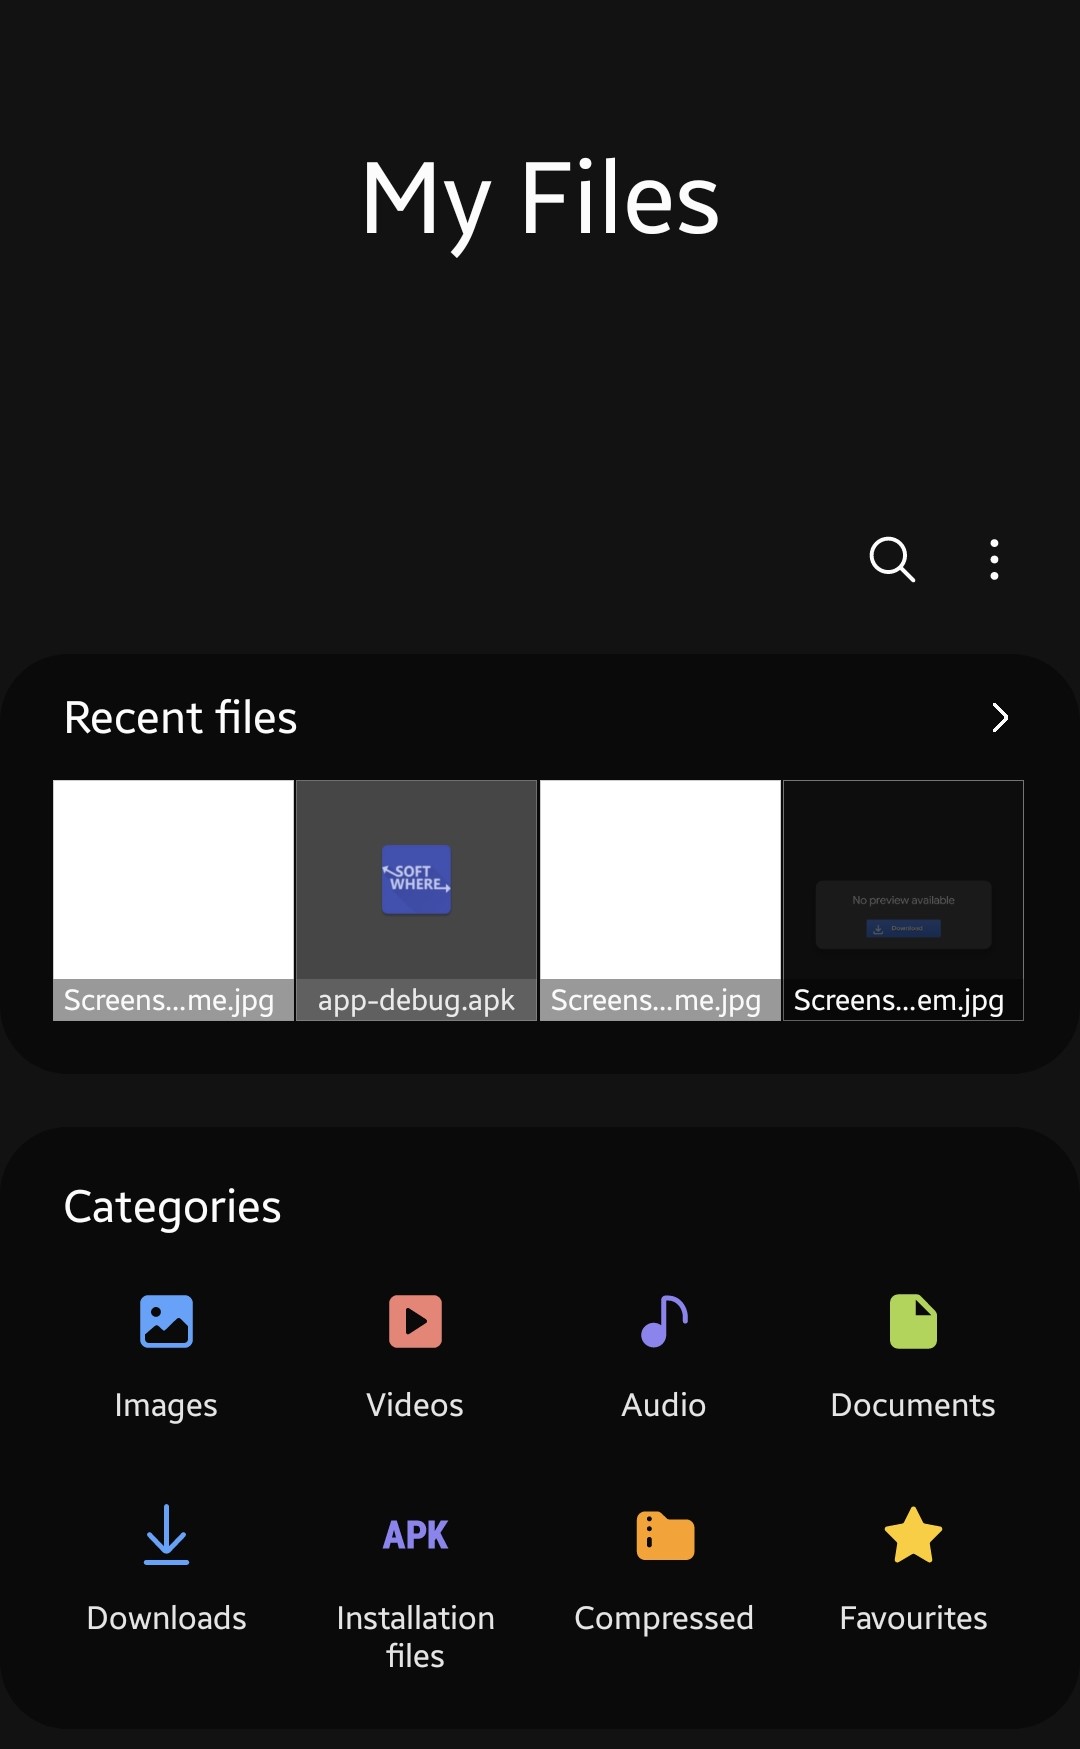 My Files
Recent files
SOFT
WHERE
No preview available
Download
Screens...me.jpg
app-debug.apk
Screens...me.jpg
Screens...em.jpg
Categories
Images
Videos
Audio
Documents
Downloads
APK
Installation
files
Compressed
Favourites